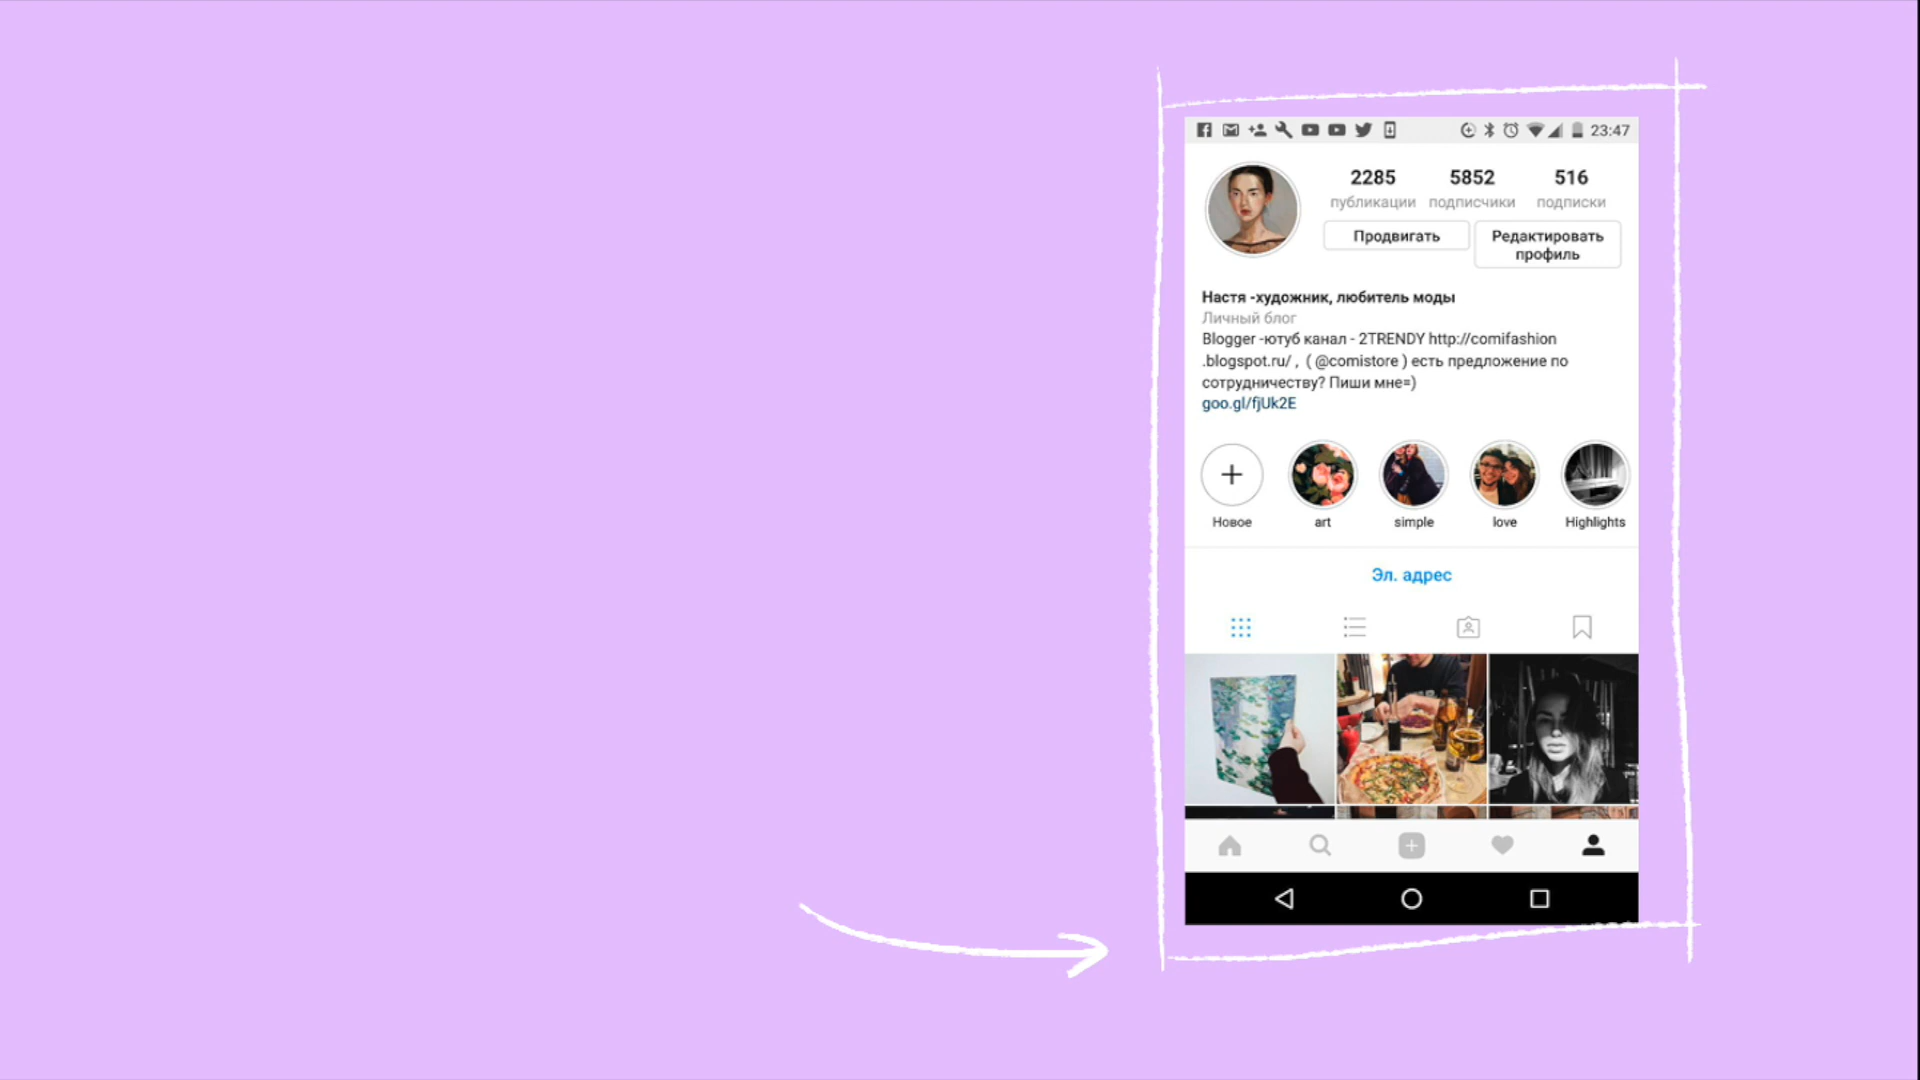 23:47
2285 5852 516
публикации подписчики подписки
Продвигать
Редактировать
профиль
Настя -художник, любитель моды
Личный блог
Blogger -ютуб канал - 2TRENDY http://comifashion
.blogspot.ru/ , ( @comistore ) есть предложение по
сотрудничеству? Пиши мне=)
goo.gl/fjUk2E
Новое art simple love Highlights
Эл. адрес